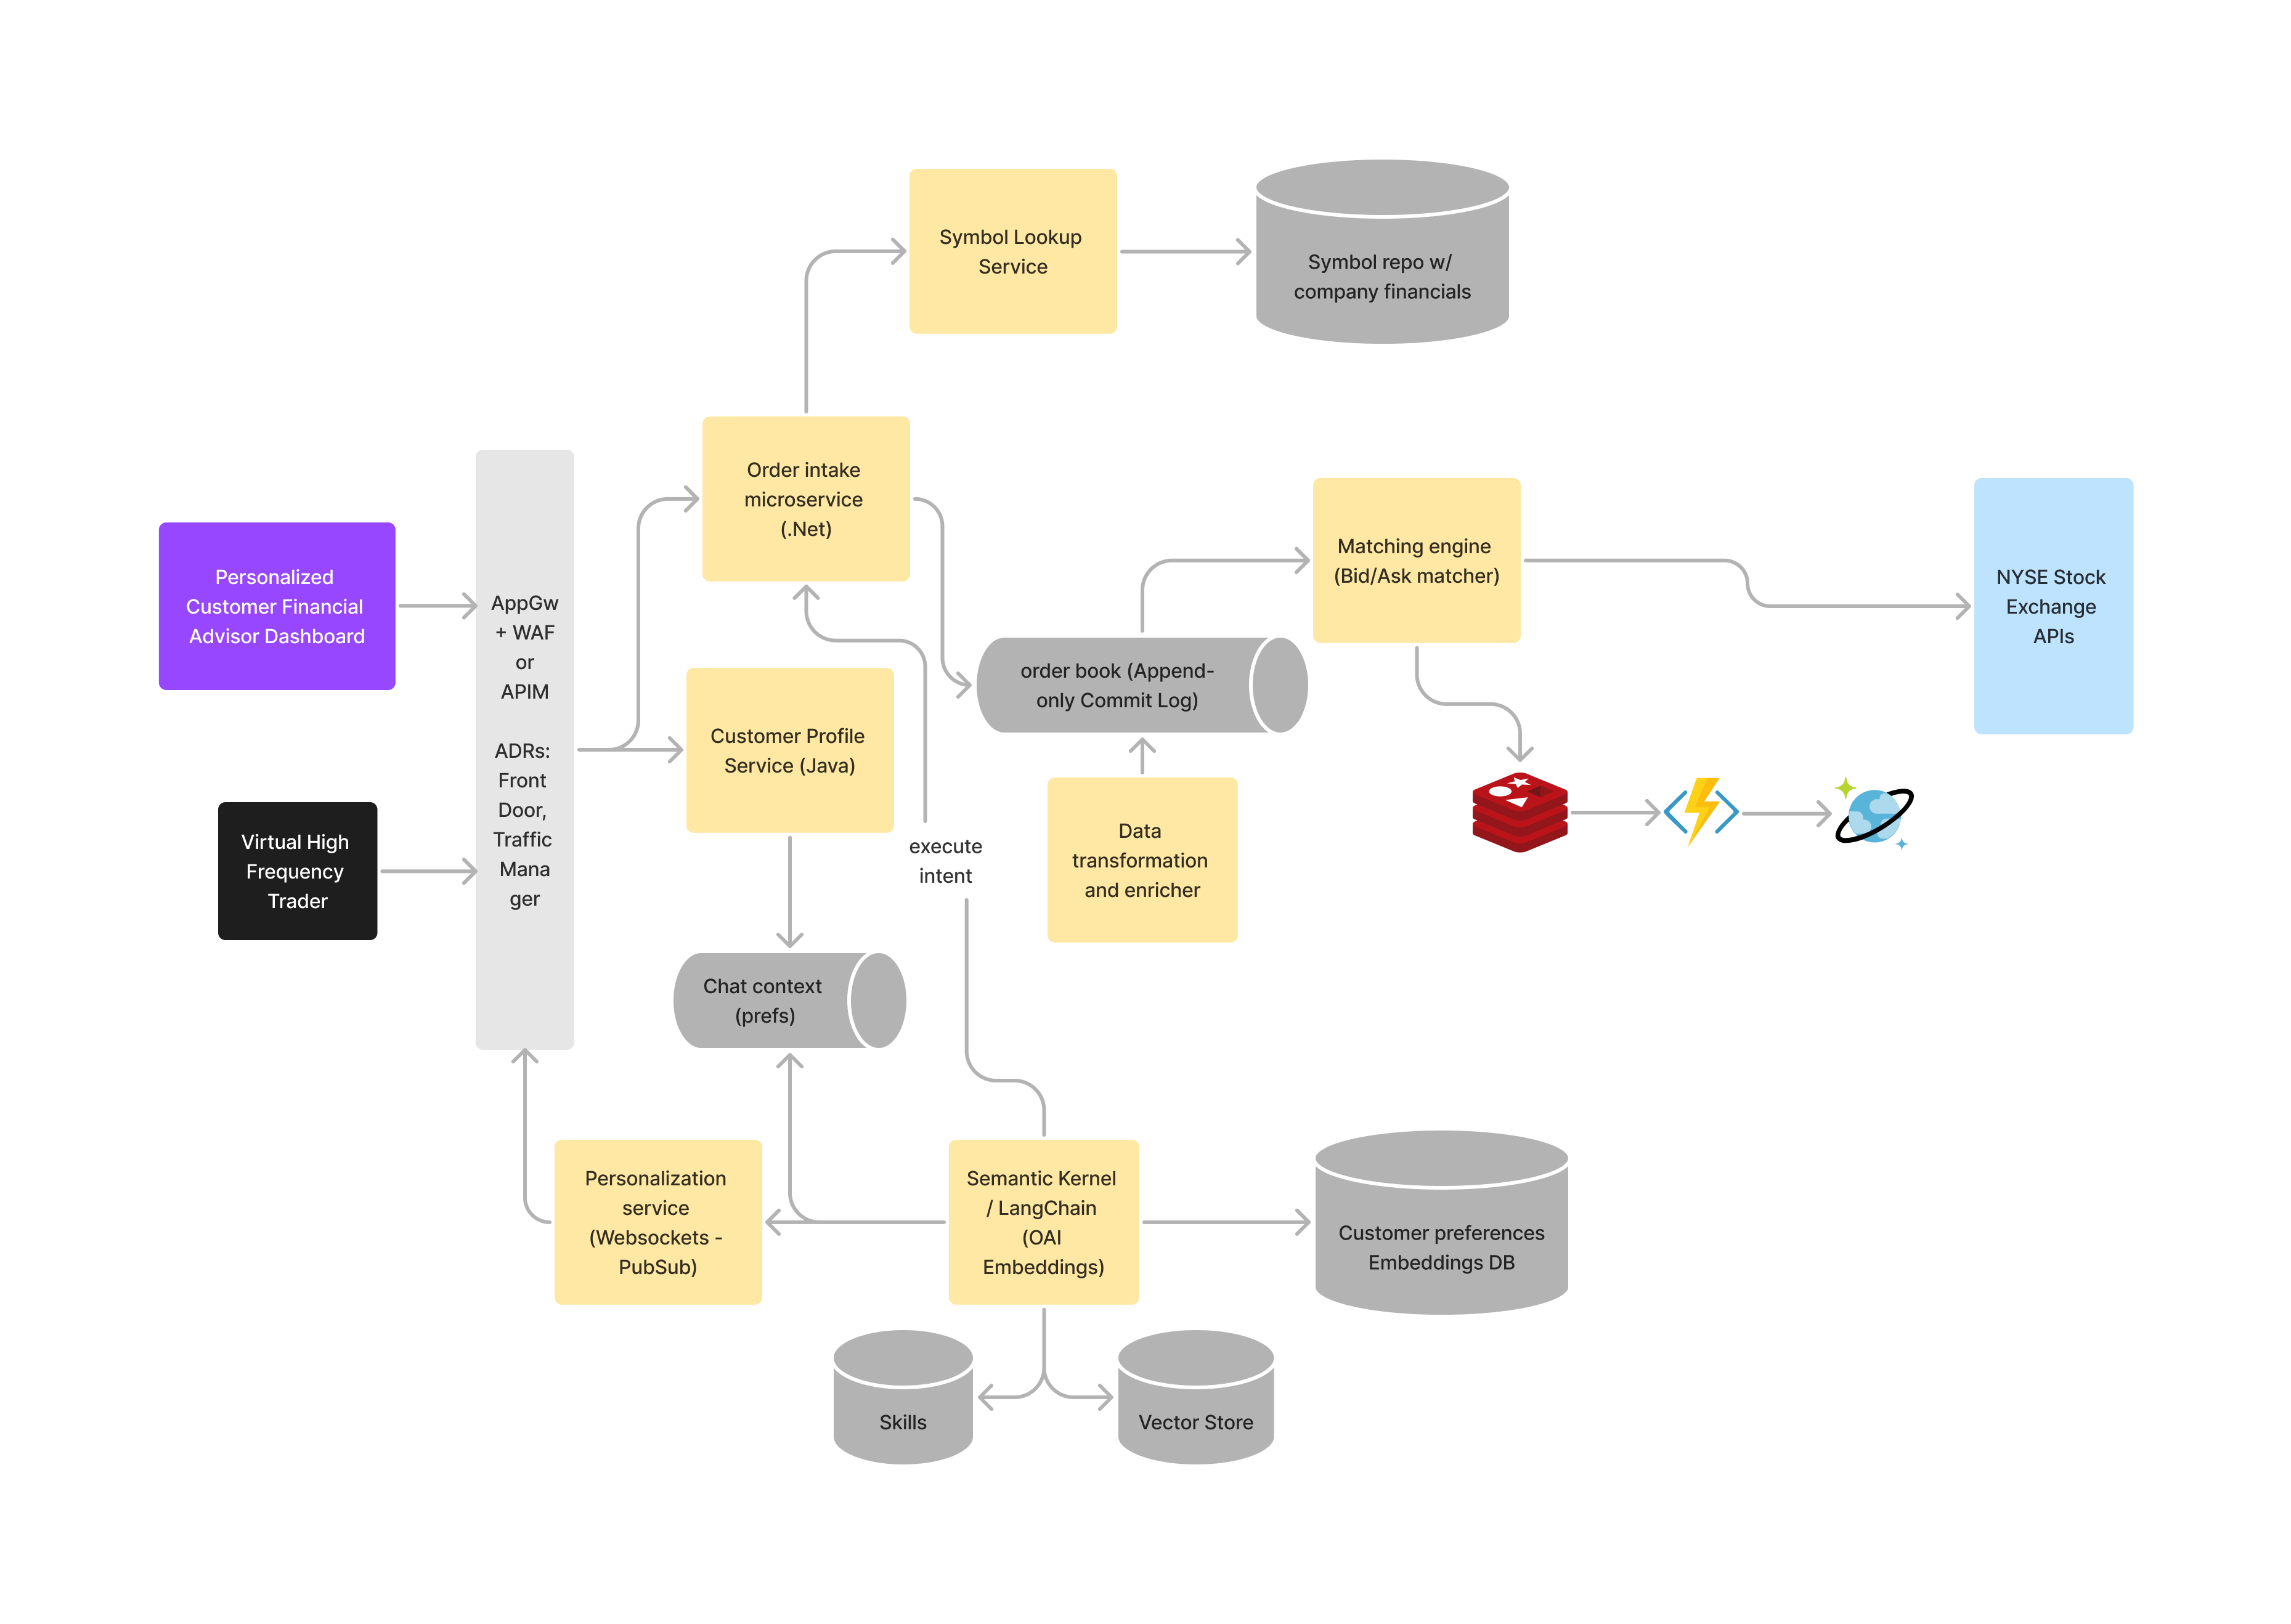 Symbol Lookup
Service
Symbol repo w/
company financials
Order intake
microservice
(.Net)
Matching engine
(Bid/Ask matcher)
NYSE Stock
Exchange
APIs
Personalized
Customer Financial
Advisor Dashboard
AppGw
+ WAF
or
APIM
ADRs:
Front
Door,
Traffic
Mana
ger
order book (Append-
only Commit Log)
Customer Profile
Service (Java)
Virtual High
Frequency
Trader
execute
intent
Data
transformation
and enricher
Chat context
(prefs)
Personalization
service
(Websockets -
PubSub)
Semantic Kernel
/ LangChain
(OAI
Embeddings)
Customer preferences
Embeddings DB
Skills
Vector Store